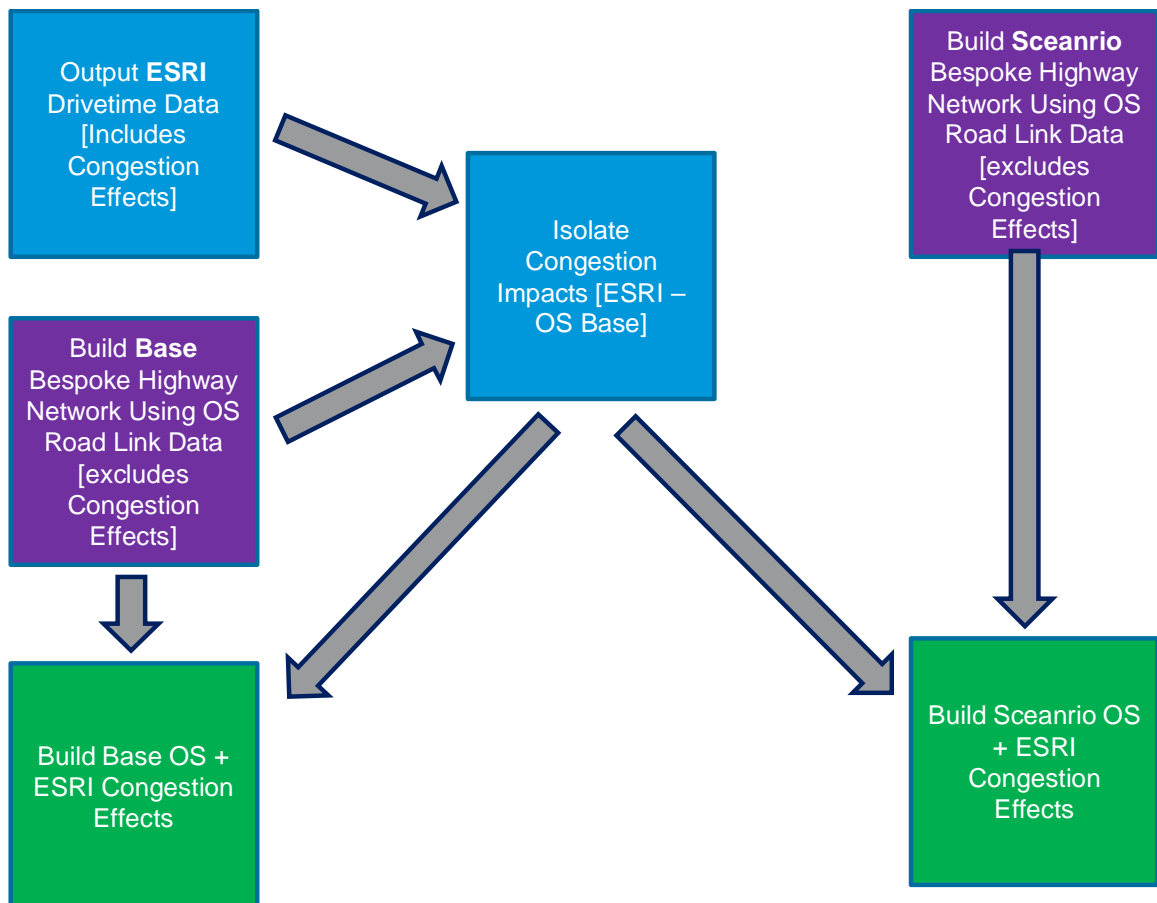 Output ESRI
Drivetime Data
[Includes
Congestion
Effects]
Build Sceanrio
Bespoke Highway
Network Using OS
Road Link Data
[excludes
Congestion
Effects]
Isolate
Congestion
Impacts [ESRI –
OS Base]
Build Base
Bespoke Highway
Network Using OS
Road Link Data
[excludes
Congestion
Effects]
Build Base OS +
ESRI Congestion
Effects
Build Sceanrio OS
+ ESRI
Congestion
Effects